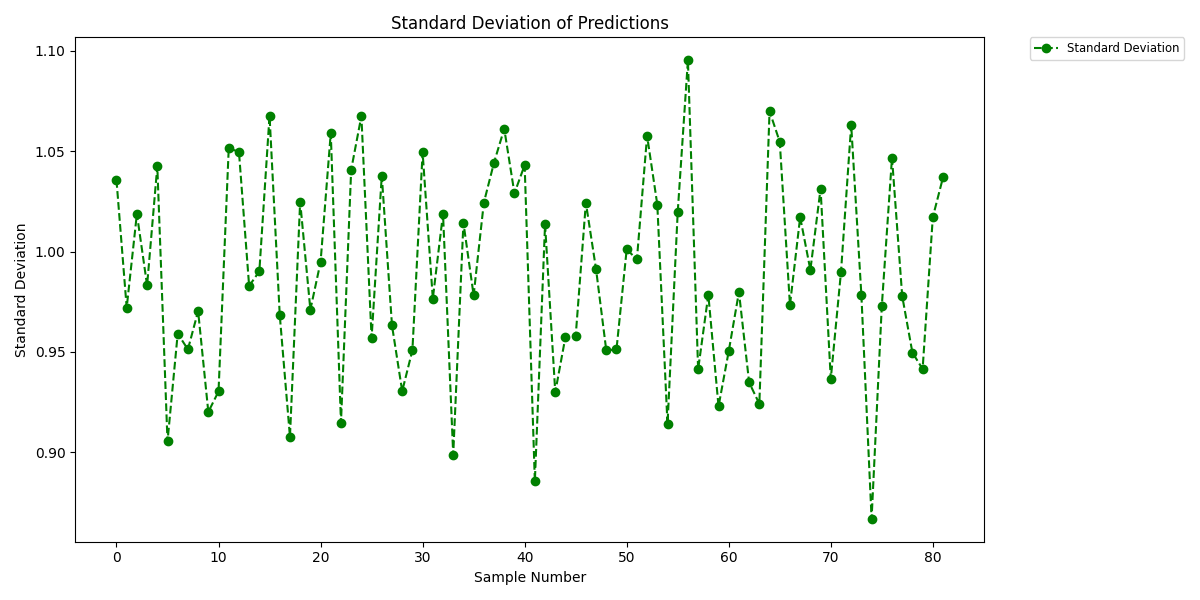 Standard Deviation of Predictions
Standard Deviation
1.10
1.05
1.00
0.95
0.90
Standard Deviation
0 10 20 30 40 50 60 70 80
Sample Number